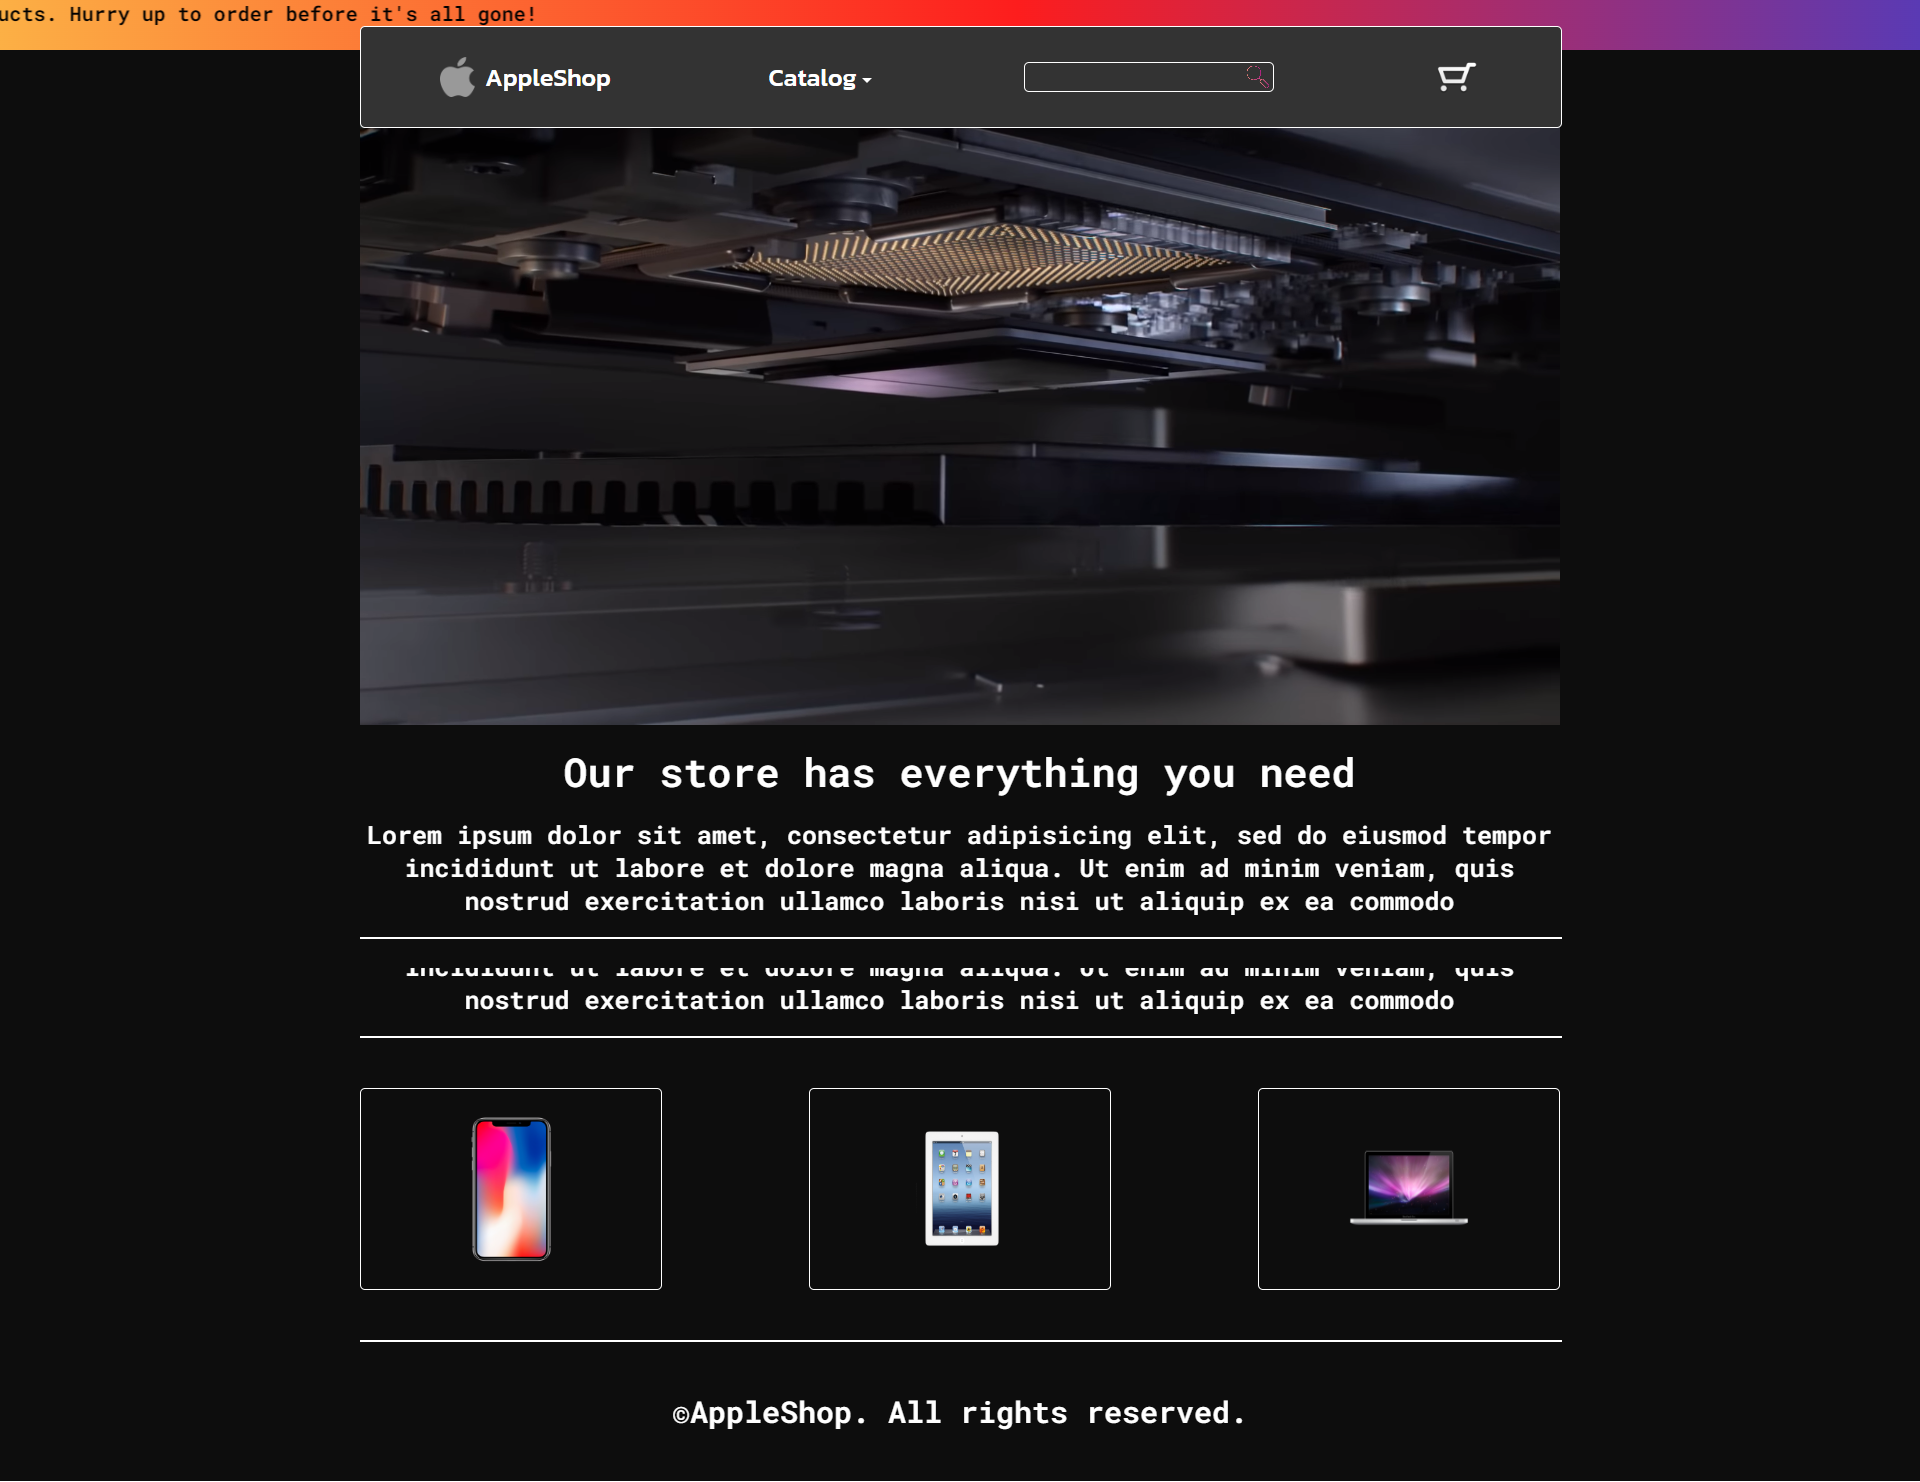 ucts. Hurry up to order before it's all gone!
AppleShop
Catalog
Our store has everything you need
Lorem ipsum dolor sit amet, consectetur adipisicing elit, sed do eiusmod tempor
incididunt ut labore et dolore magna aliqua. Ut enim ad minim veniam, quis
nostrud exercitation ullamco laboris nisi ut aliquip ex ea commodo
incididunt ut labore et dolore magna aliqua. Ut enim ad minim veniam, quis
nostrud exercitation ullamco laboris nisi ut aliquip ex ea commodo
©AppleShop. All rights reserved.